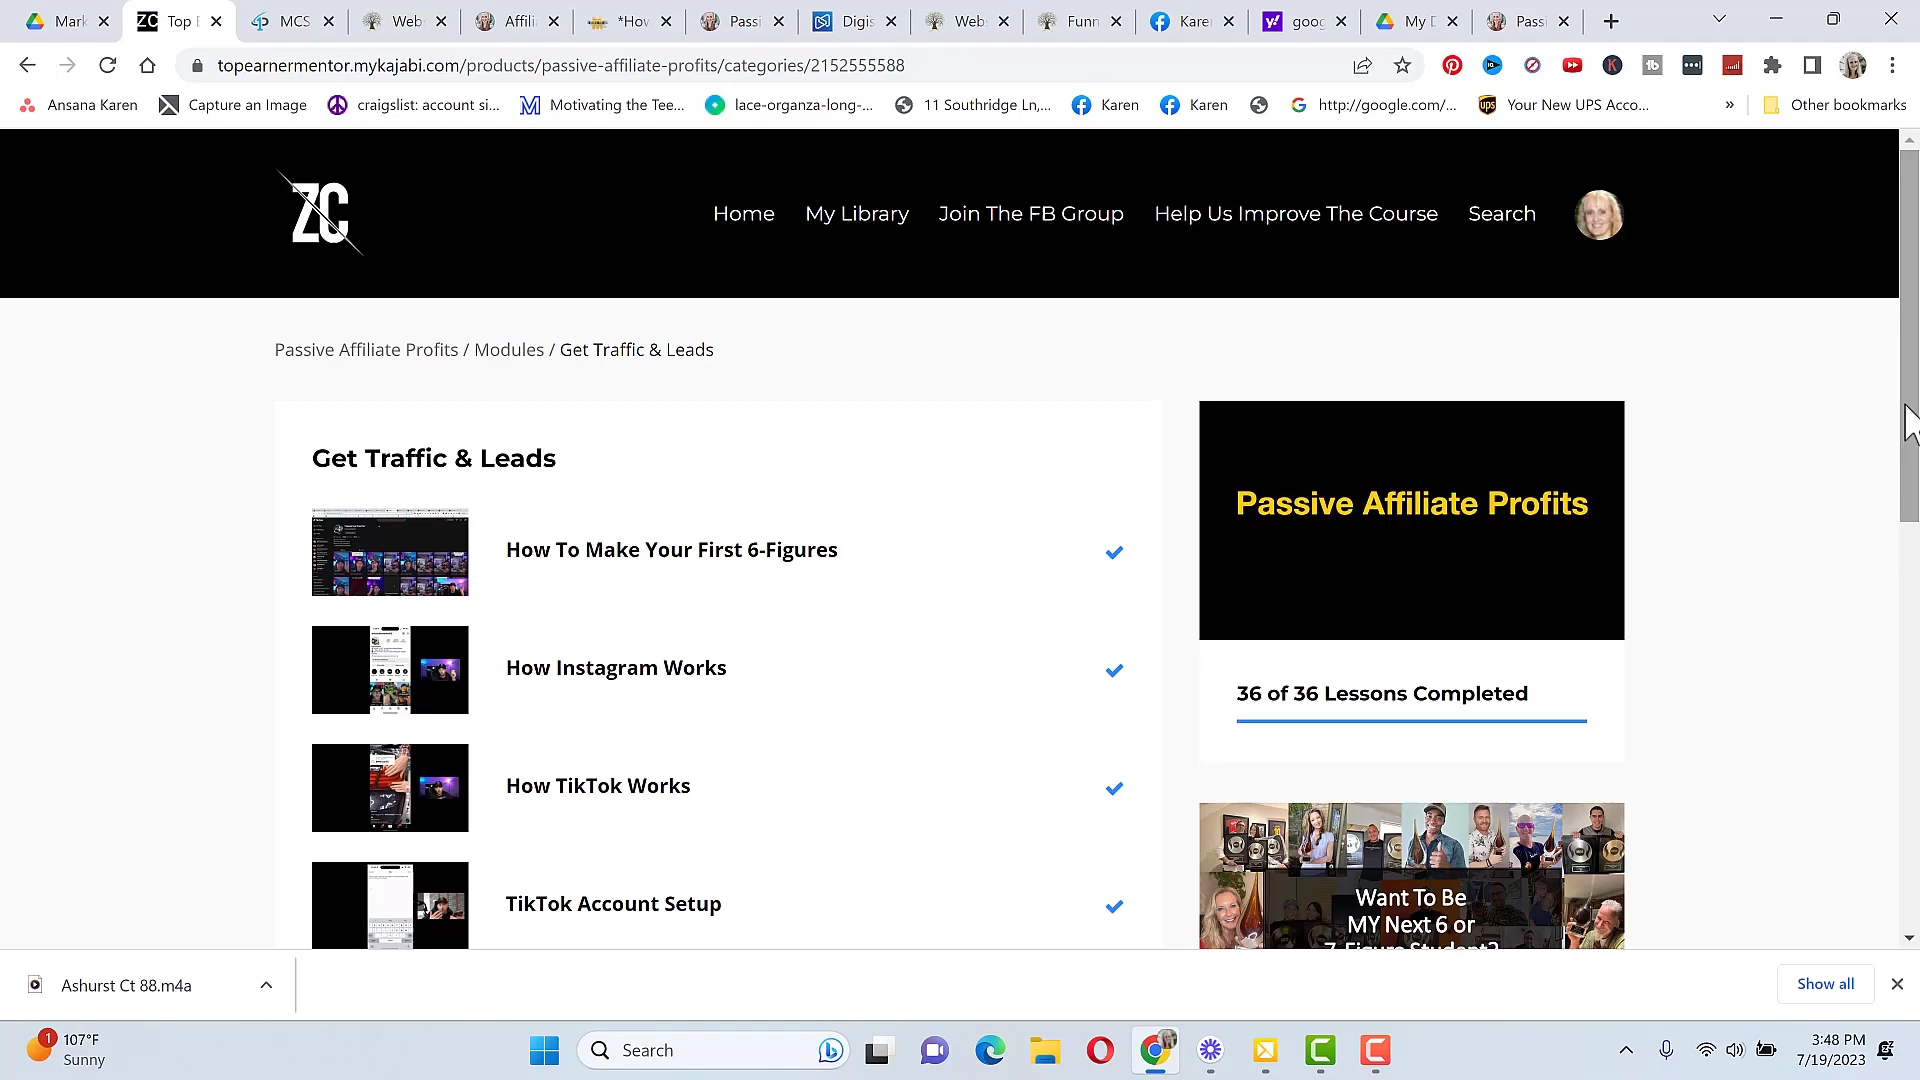 Mark
Top E
MCS
Web
Affili
*How
Passi
Digis
Web
Funn
Kare
goog
My D
Passi
topearnermentor.mykajabi.com/products/passive-affiliate-profits/categories/2152555588
Ansana Karen
Capture an Image
craigslist: account si...
Motivating the Tee...
lace-organza-long-...
11 Southridge Ln,...
Karen
Karen
http://google.com/...
Your New UPS Acco...
»
Other bookmarks
ZC
Home
My Library
Join The FB Group
Help Us Improve The Course
Search
Passive Affiliate Profits / Modules / Get Traffic & Leads
Get Traffic & Leads
How To Make Your First 6-Figures
How Instagram Works
How TikTok Works
TikTok Account Setup
Passive Affiliate Profits
36 of 36 Lessons Completed
Want To Be
MY Next 6 or
7-Figure Student?
Ashurst Ct 88.m4a
Show all
1
107°F
Sunny
Search
3:48 PM
7/19/2023